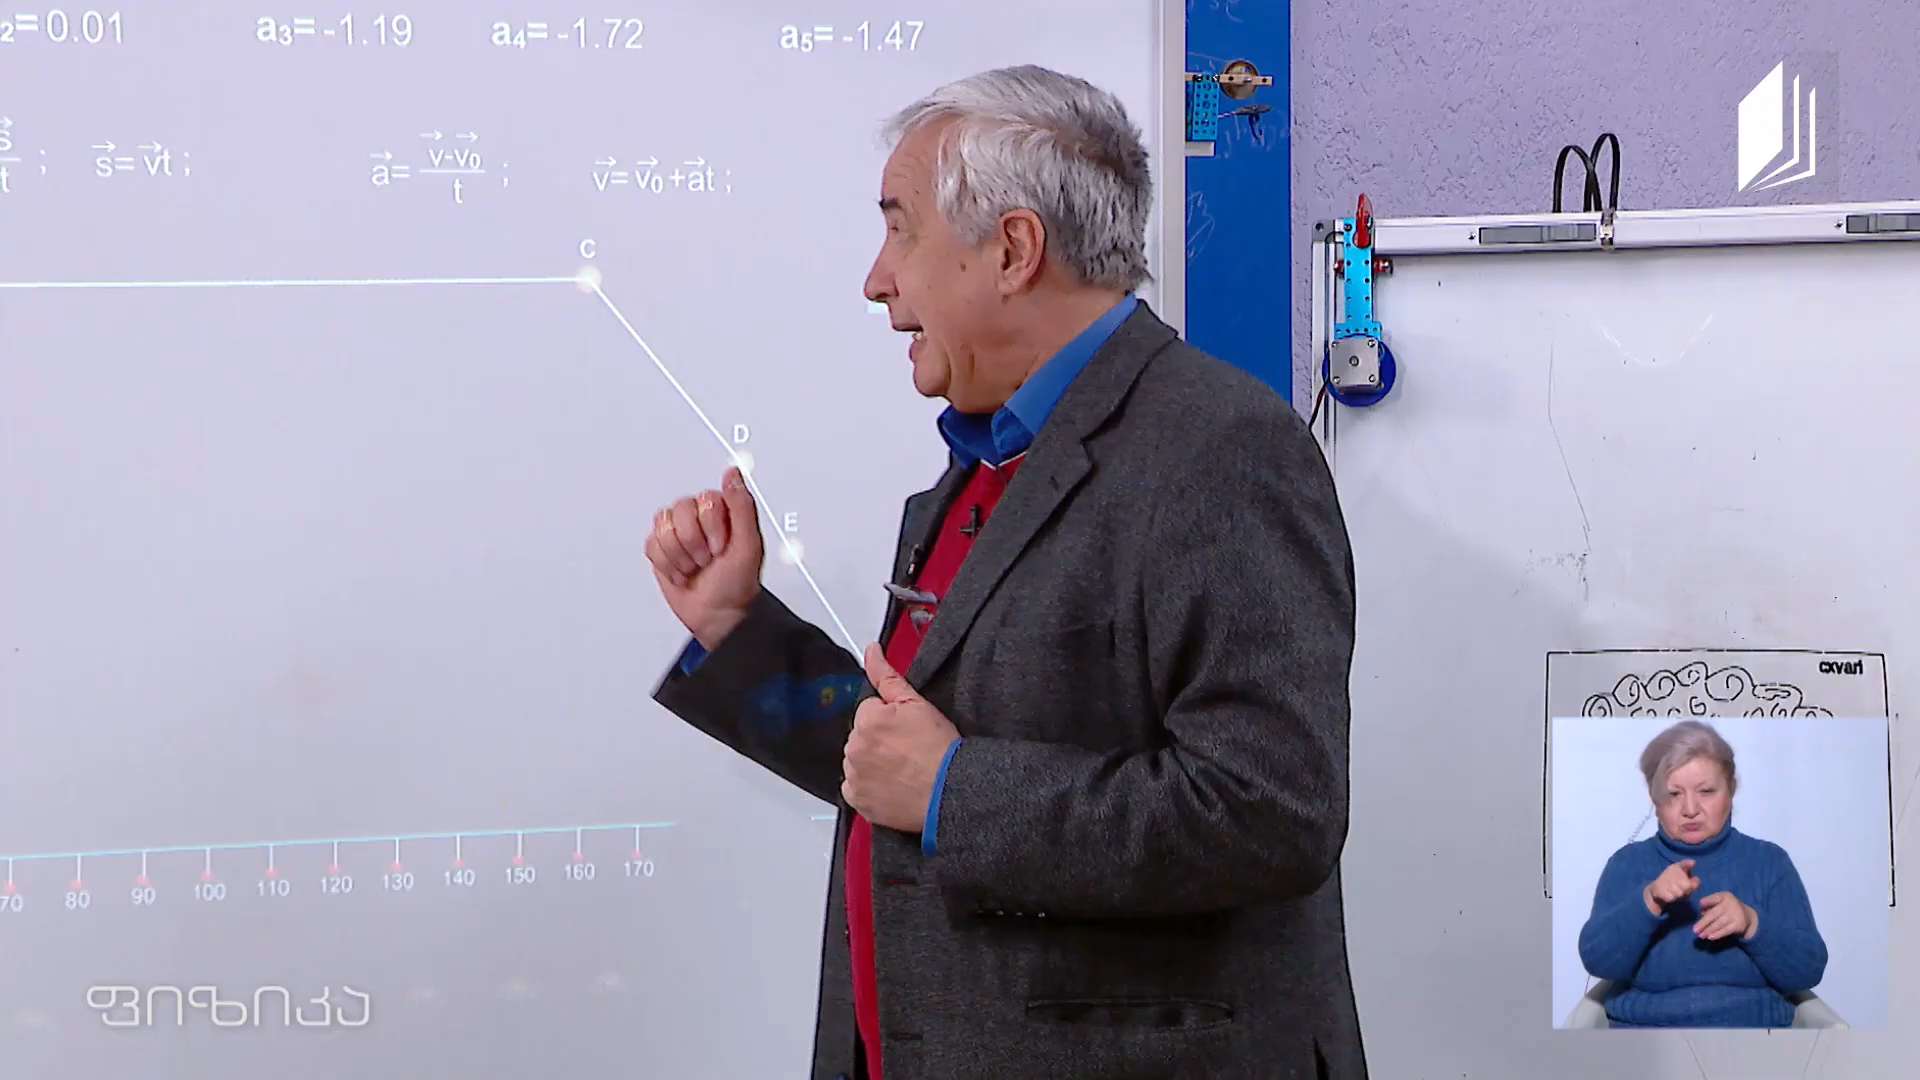 ₂= 0.01 a₃= -1.19 a₄= -1.72 a₅= -1.47
s⃗/t ; s⃗= v⃗t ; a⃗= (v⃗-v⃗₀)/t ; v⃗= v⃗₀+a⃗t ;
C
D
E
cxvari
70 80 90 100 110 120 130 140 150 160 170
ფიზიკა